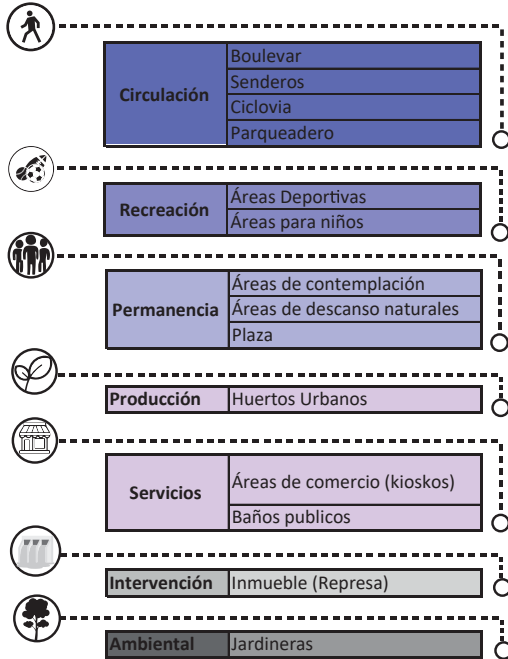 Circulación
Boulevar
Senderos
Ciclovia
Parqueadero
Recreación
Áreas Deportivas
Áreas para niños
Permanencia
Áreas de contemplación
Áreas de descanso naturales
Plaza
Producción
Huertos Urbanos
Servicios
Áreas de comercio (kioskos)
Baños publicos
Intervención
Inmueble (Represa)
Ambiental
Jardineras